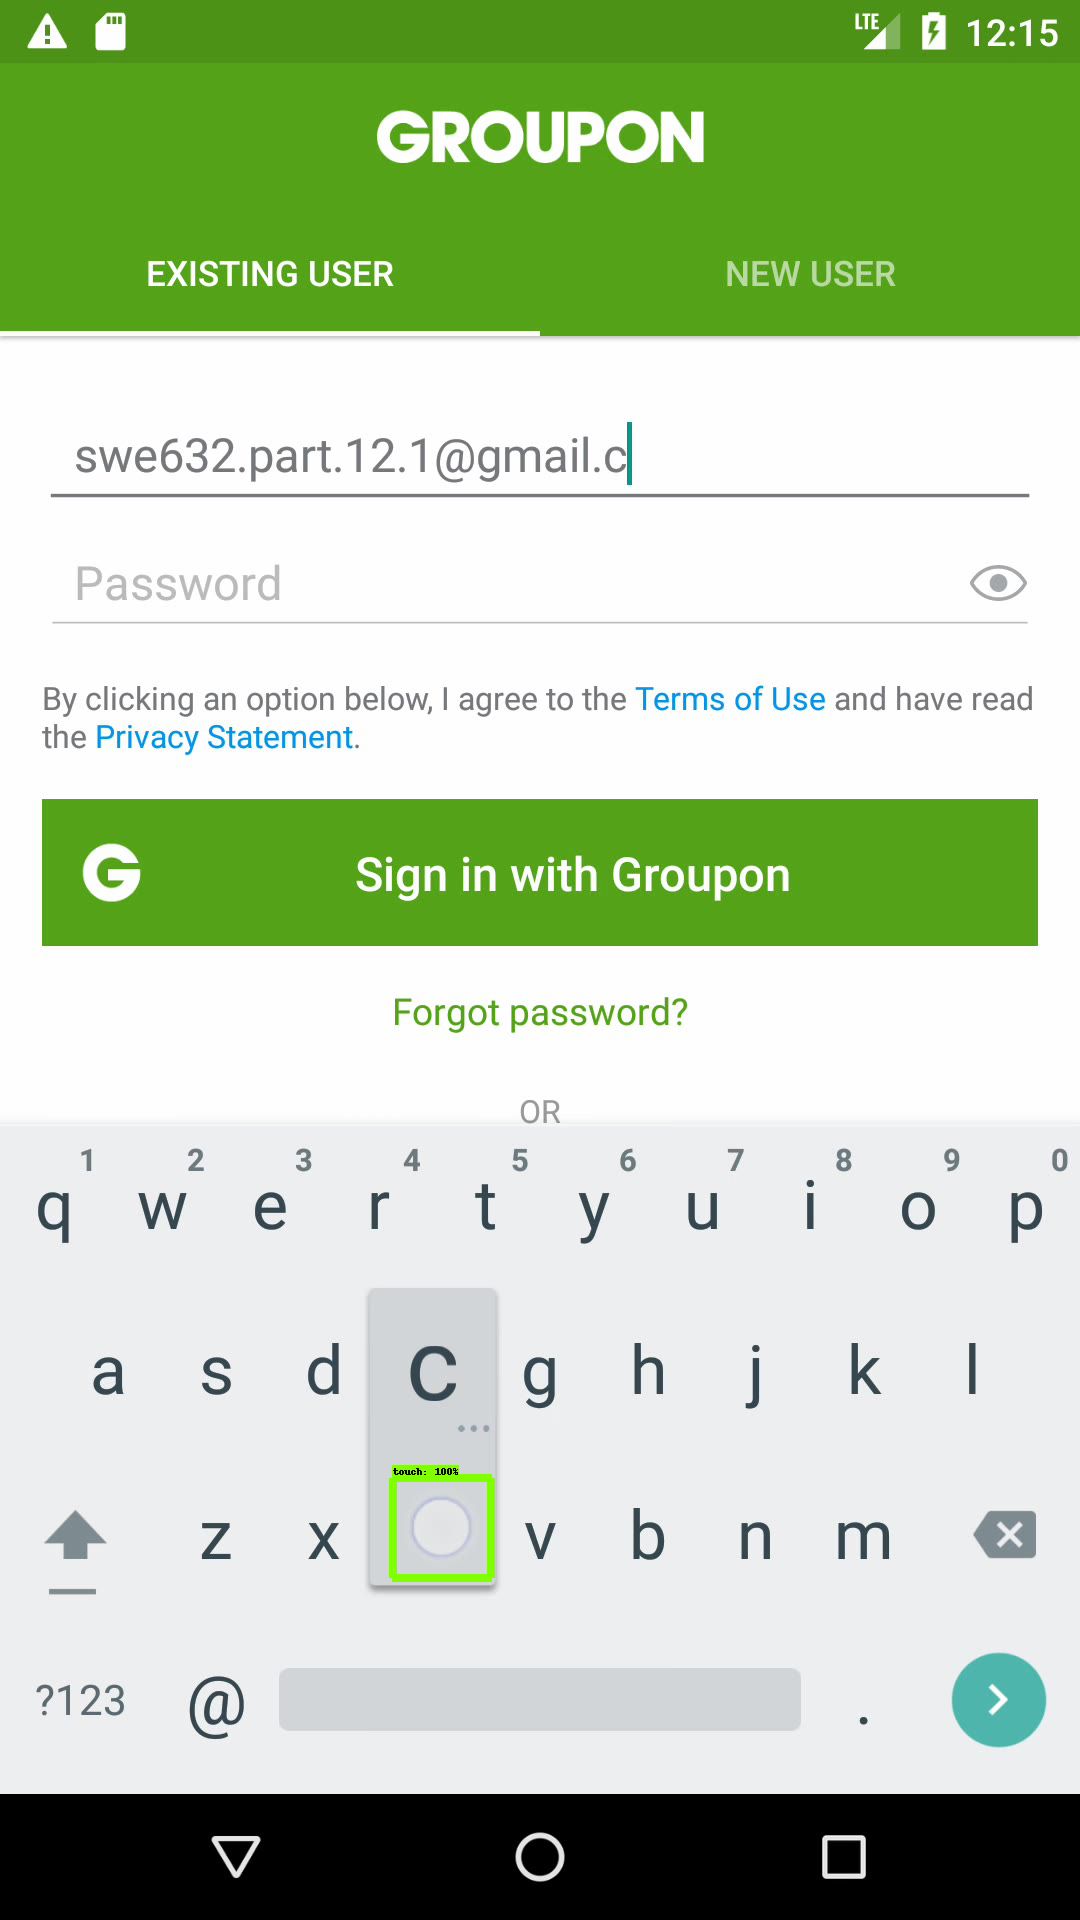 LTE 12:15
GROUPON
EXISTING USER NEW USER
swe632.part.12.1@gmail.c
Password
By clicking an option below, I agree to the Terms of Use and have read
the Privacy Statement.
G Sign in with Groupon
Forgot password?
OR
1 2 3 4 5 6 7 8 9 0
q w e r t y u i o p
a s d c g h j k l
...
touch: 100%
z x v b n m
?123 @ .